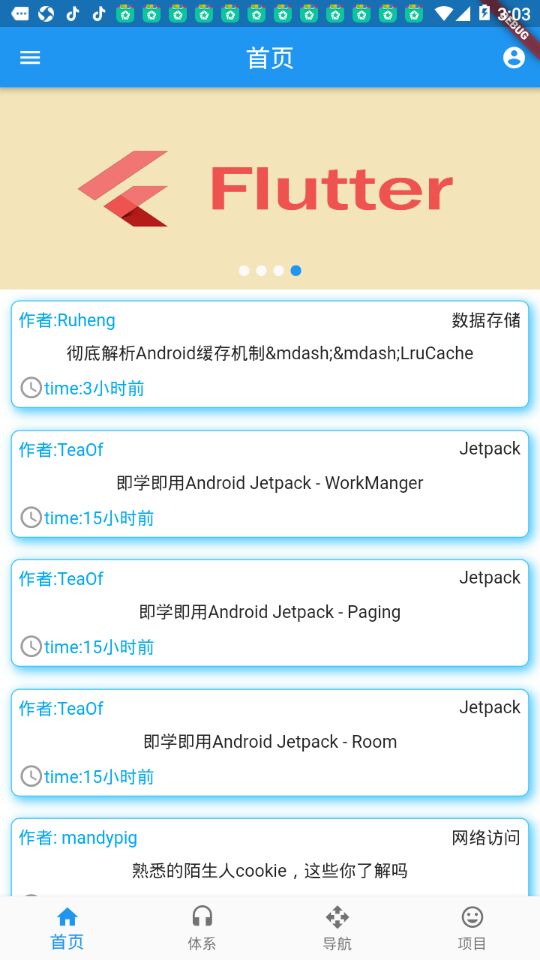 3:03
DEBUG
首页
Flutter
作者:Ruheng
数据存储
彻底解析Android缓存机制&mdash;&mdash;LruCache
time:3小时前
作者:TeaOf
Jetpack
即学即用Android Jetpack - WorkManger
time:15小时前
作者:TeaOf
Jetpack
即学即用Android Jetpack - Paging
time:15小时前
作者:TeaOf
Jetpack
即学即用Android Jetpack - Room
time:15小时前
作者: mandypig
网络访问
熟悉的陌生人cookie，这些你了解吗
首页
体系
导航
项目